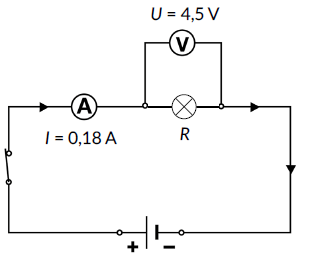 U = 4,5 V
V
A
I = 0,18 A
R
+ −